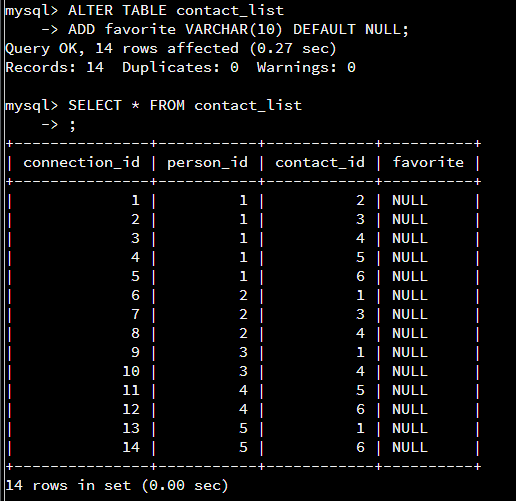 mysql> ALTER TABLE contact_list
    -> ADD favorite VARCHAR(10) DEFAULT NULL;
Query OK, 14 rows affected (0.27 sec)
Records: 14  Duplicates: 0  Warnings: 0

mysql> SELECT * FROM contact_list
    -> ;
+---------------+-----------+------------+----------+
| connection_id | person_id | contact_id | favorite |
+---------------+-----------+------------+----------+
|             1 |         1 |          2 | NULL     |
|             2 |         1 |          3 | NULL     |
|             3 |         1 |          4 | NULL     |
|             4 |         1 |          5 | NULL     |
|             5 |         1 |          6 | NULL     |
|             6 |         2 |          1 | NULL     |
|             7 |         2 |          3 | NULL     |
|             8 |         2 |          4 | NULL     |
|             9 |         3 |          1 | NULL     |
|            10 |         3 |          4 | NULL     |
|            11 |         4 |          5 | NULL     |
|            12 |         4 |          6 | NULL     |
|            13 |         5 |          1 | NULL     |
|            14 |         5 |          6 | NULL     |
+---------------+-----------+------------+----------+
14 rows in set (0.00 sec)